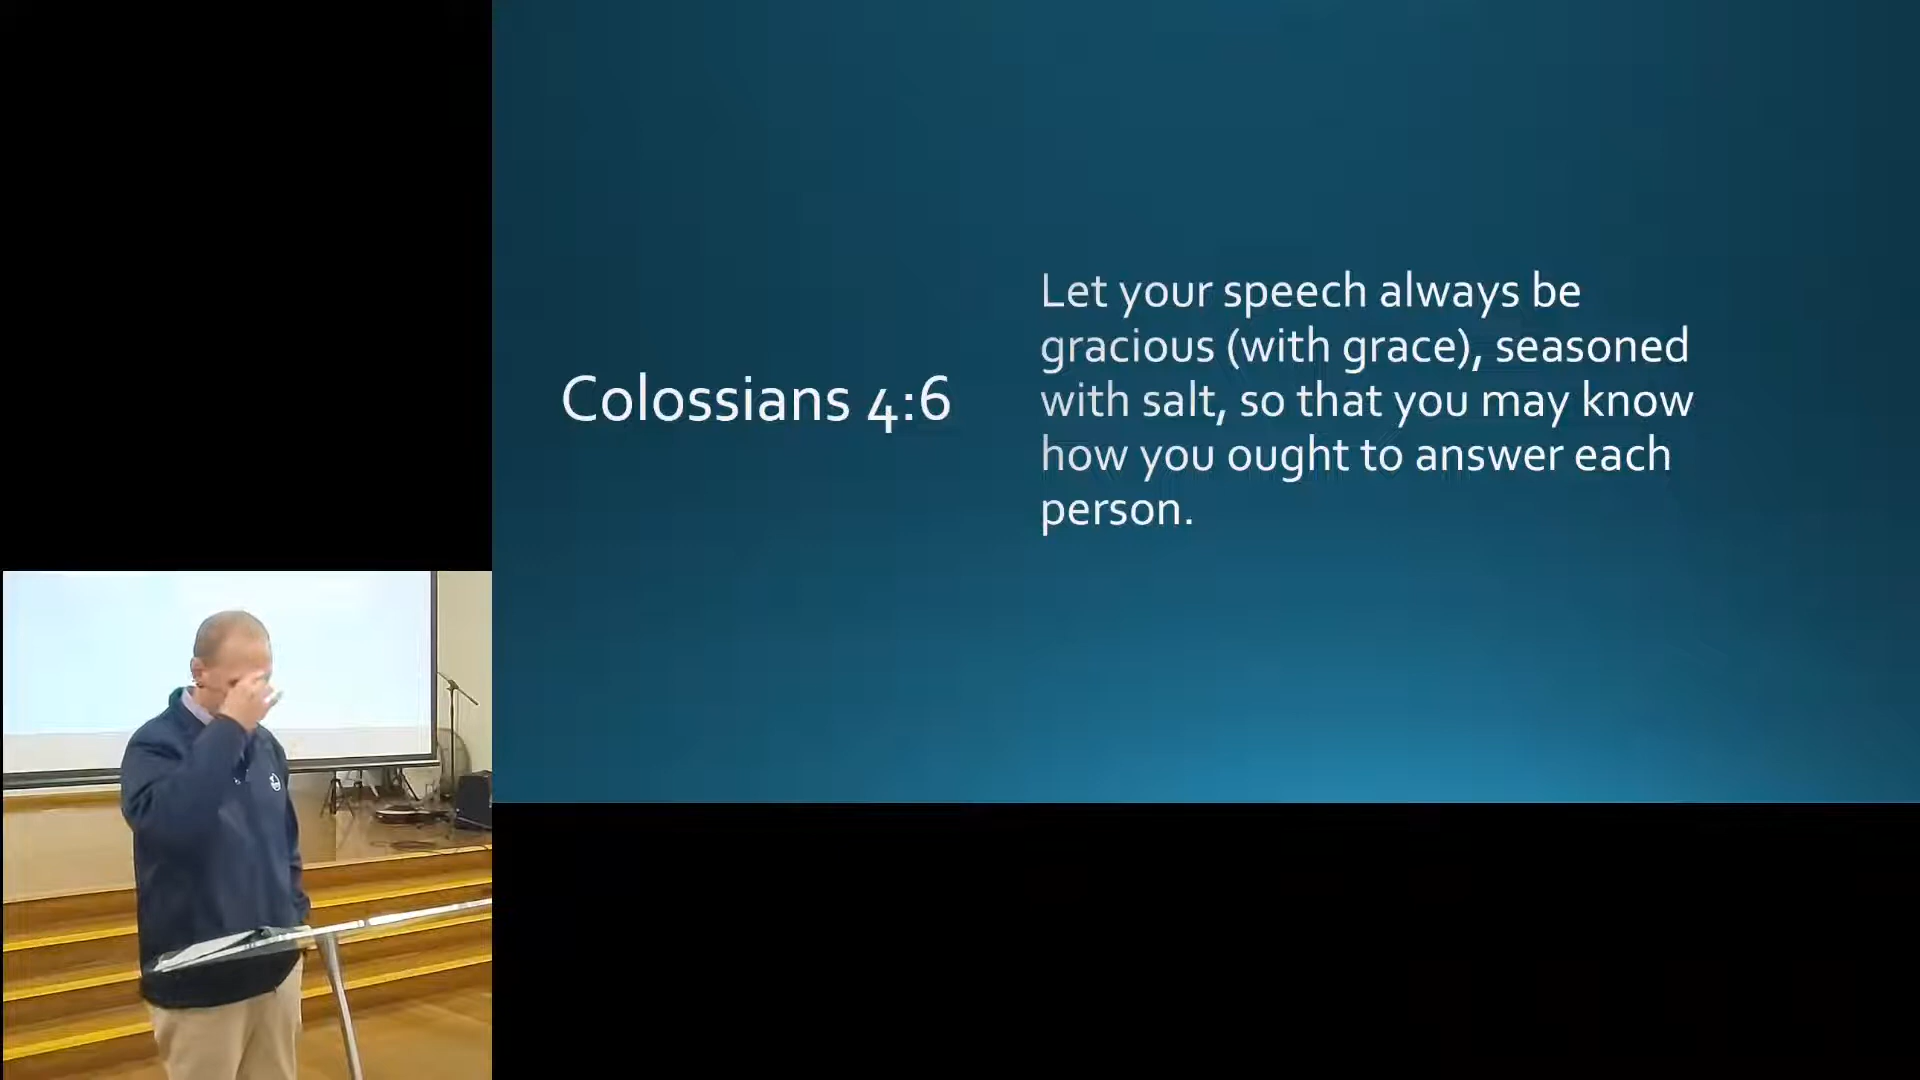 Colossians 4:6
Let your speech always be
gracious (with grace), seasoned
with salt, so that you may know
how you ought to answer each
person.